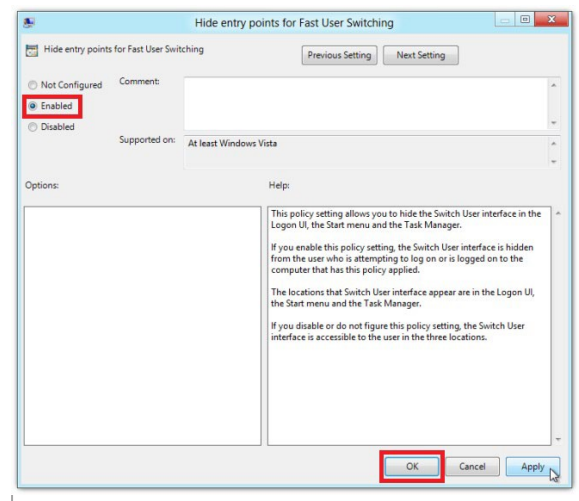 Hide entry points for Fast User Switching
Hide entry points for Fast User Switching
Previous Setting
Next Setting
Not Configured
Comment:
Enabled
Disabled
Supported on:
At least Windows Vista
Options:
Help:
This policy setting allows you to hide the Switch User interface in the
Logon UI, the Start menu and the Task Manager.
If you enable this policy setting, the Switch User interface is hidden
from the user who is attempting to log on or is logged on to the
computer that has this policy applied.
The locations that Switch User interface appear are in the Logon UI,
the Start menu and the Task Manager.
If you disable or do not figure this policy setting, the Switch User
interface is accessible to the user in the three locations.
OK
Cancel
Apply